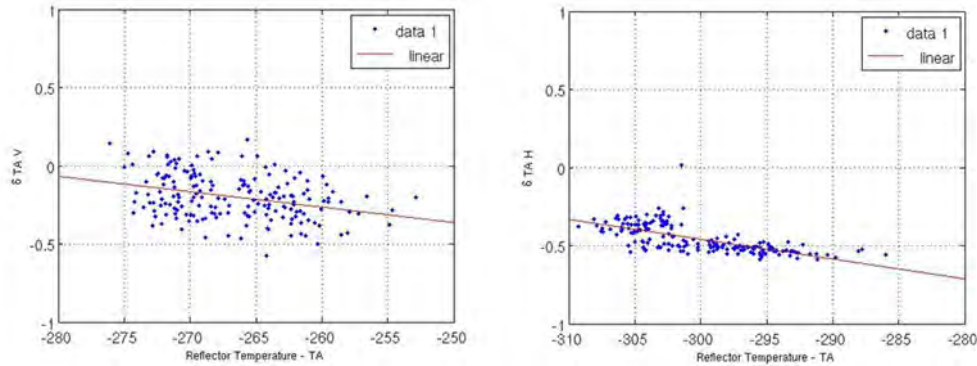 1
data 1
linear
0.5
0
-0.5
-1
-280 -275 -270 -265 -260 -255 -250
Reflector Temperature - TA
6 TA V
1
data 1
linear
0.5
0
-0.5
-1
-310 -305 -300 -295 -290 -285 -280
Reflector Temperature - TA
6 TA H